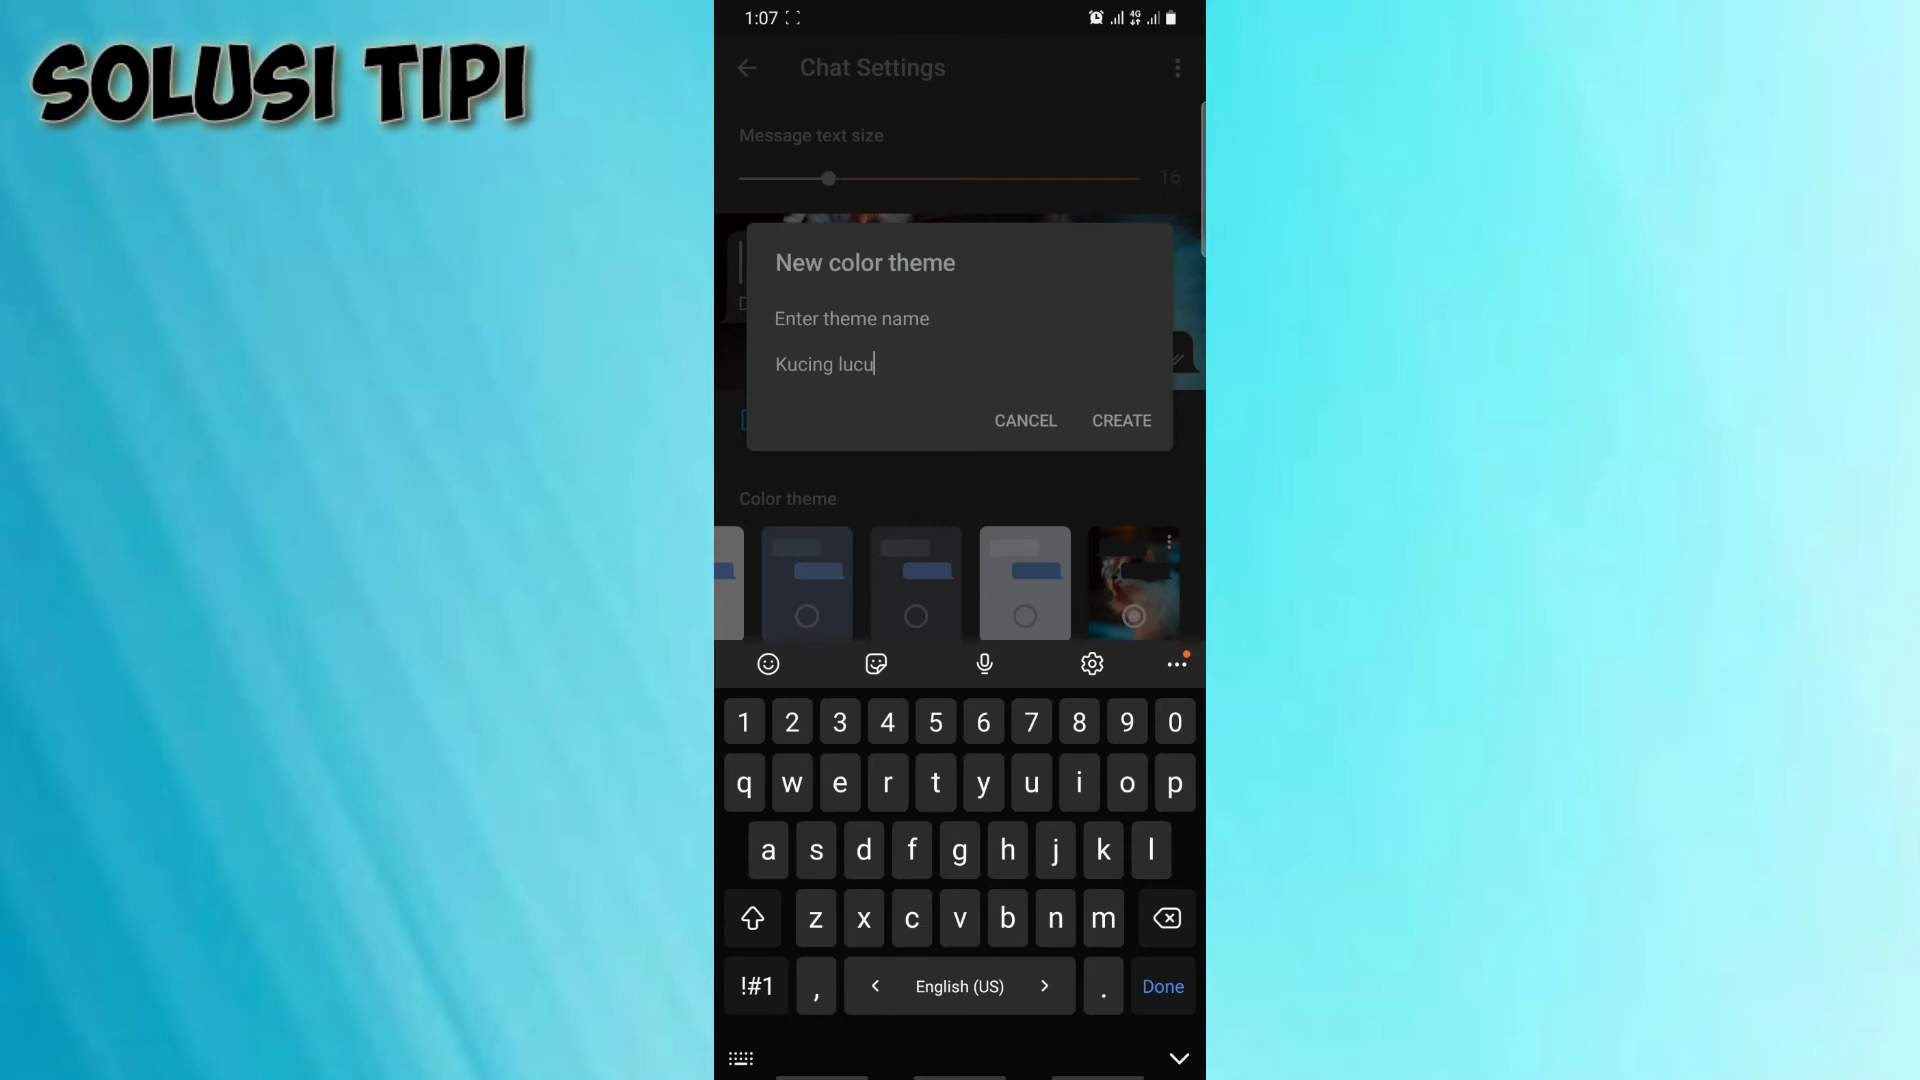 SOLUSI TIPI
1:07
4G
Chat Settings
Message text size
16
New color theme
D
Enter theme name
Kucing lucu
CANCEL CREATE
Color theme
1 2 3 4 5 6 7 8 9 0
q w e r t y u i o p
a s d f g h j k l
z x c v b n m
!#1 , < English (US) > . Done